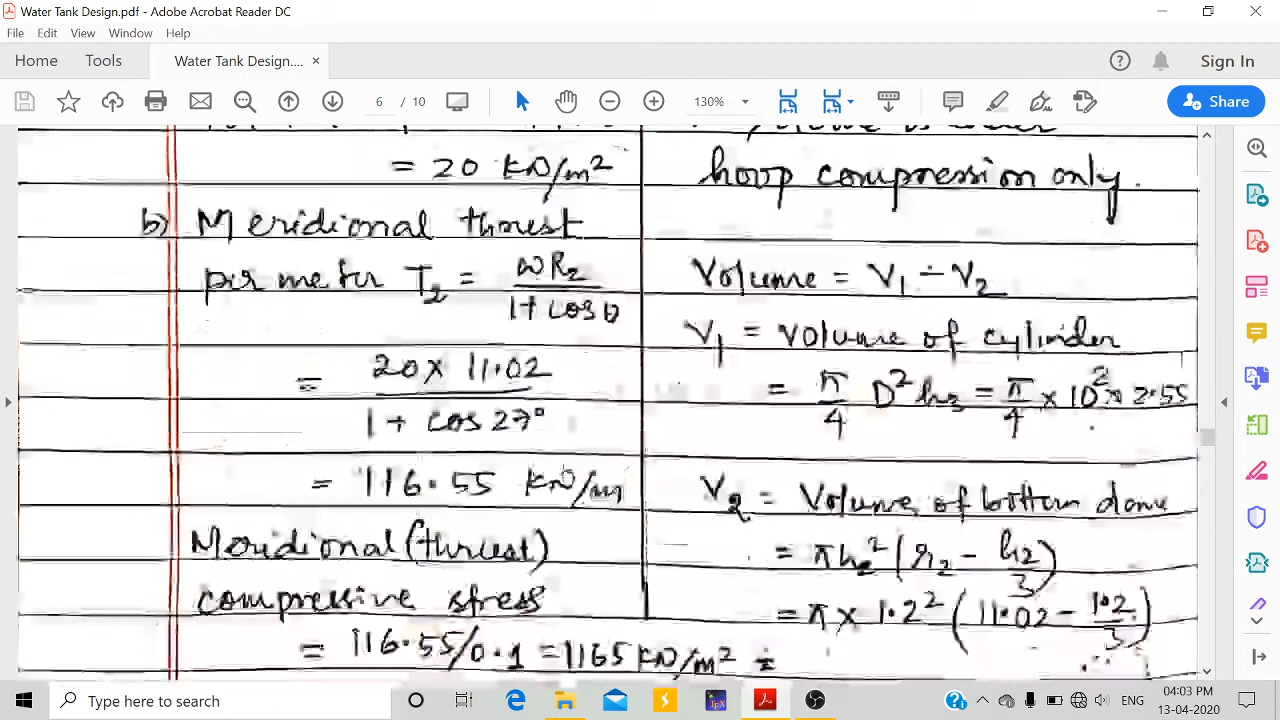 Water Tank Design.pdf - Adobe Acrobat Reader DC
File Edit View Window Help
Home Tools Water Tank Design.... × Sign In
6 / 10 130% Share
= 20 KN/m²
b) Meridional thrust
per meter T₂ = wR₂ / 1+ cosθ
= 20 x 11.02 / 1 + cos 27°
= 116.55 KN/m
Meridional (thrust)
compressive stress
= 116.55/0.1 = 1165 KN/m² =
hoop compression only.
Volume = V₁ - V₂
V₁ = Volume of cylinder
= π/4 D² h₃ = π/4 x 10² x 2.55
V₂ = Volume of bottom dome
= πh₂² (r₂ - h₂/3)
= π x 1.2² (11.02 - 1.2/3)
Type here to search
ENG
04:03 PM
13-04-2020